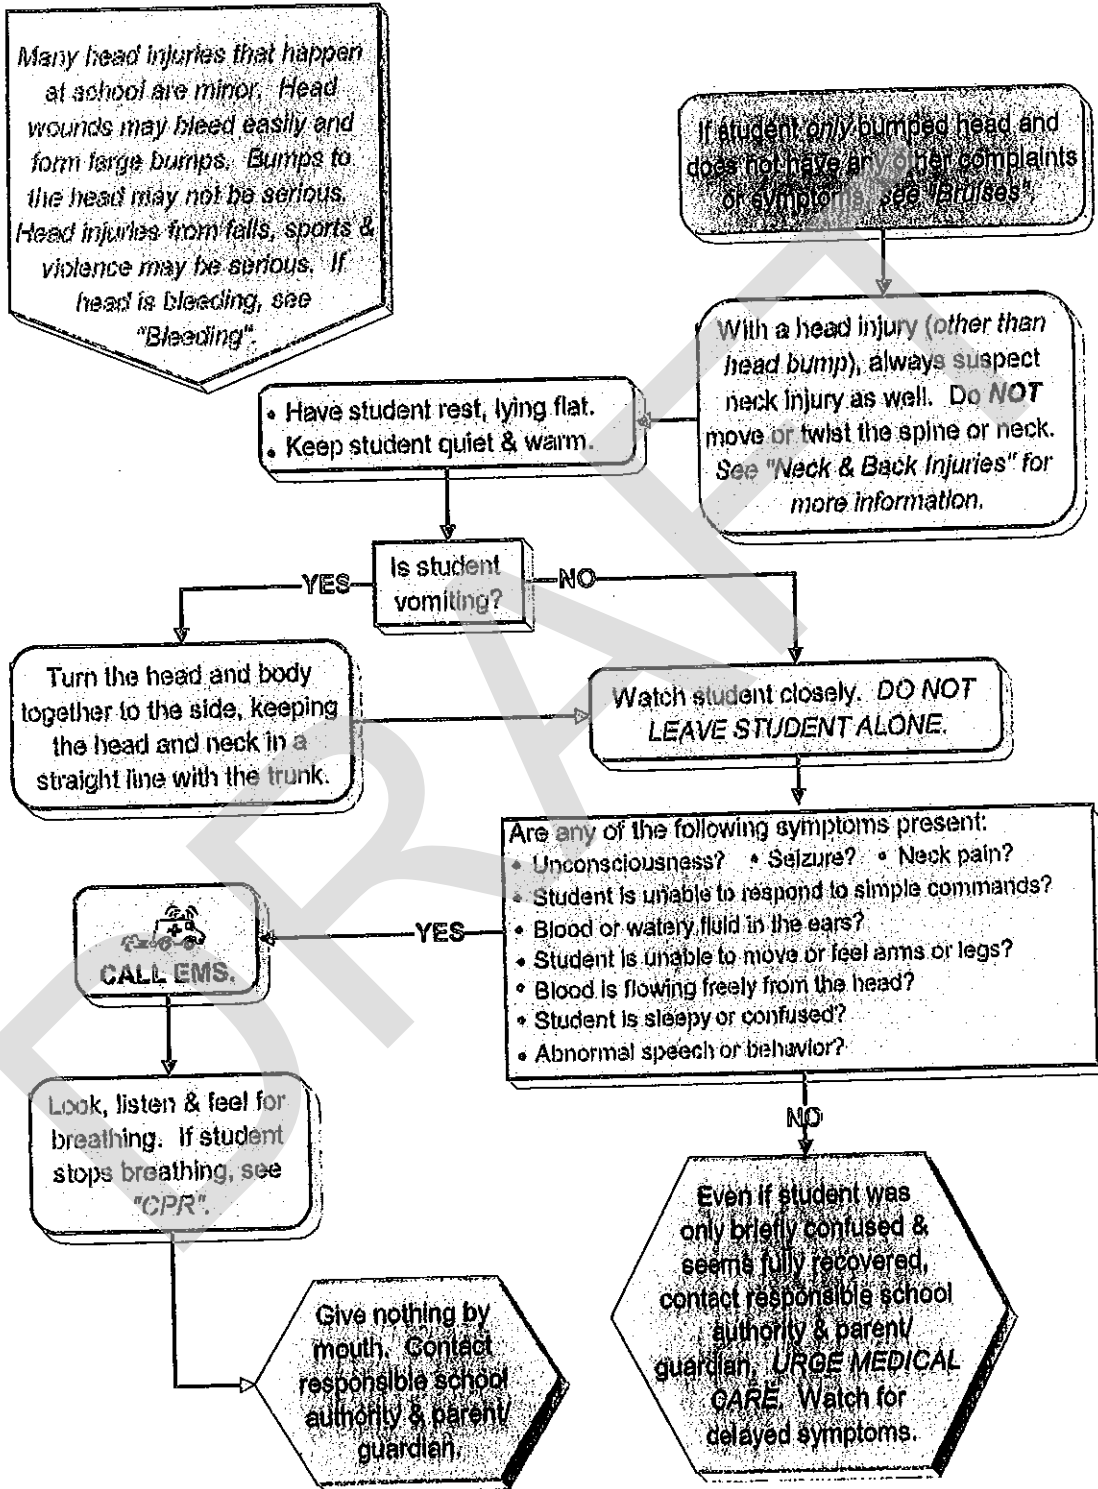 Many head injuries that happen
at school are minor. Head
wounds may bleed easily and
form large bumps. Bumps to
the head may not be serious.
Head injuries from falls, sports &
violence may be serious. If
head is bleeding, see
"Bleeding".
If student only bumped head and
does not have any other complaints
or symptoms, see "Bruises".
With a head injury (other than
head bump), always suspect
neck injury as well. Do NOT
move or twist the spine or neck.
See "Neck & Back Injuries" for
more information.
• Have student rest, lying flat.
• Keep student quiet & warm.
Is student
vomiting?
YES
NO
Turn the head and body
together to the side, keeping
the head and neck in a
straight line with the trunk.
Watch student closely. DO NOT
LEAVE STUDENT ALONE.
Are any of the following symptoms present:
• Unconsciousness? • Seizure? • Neck pain?
• Student is unable to respond to simple commands?
• Blood or watery fluid in the ears?
• Student is unable to move or feel arms or legs?
• Blood is flowing freely from the head?
• Student is sleepy or confused?
• Abnormal speech or behavior?
YES
CALL EMS.
NO
Look, listen & feel for
breathing. If student
stops breathing, see
"CPR".
Even if student was
only briefly confused &
seems fully recovered,
contact responsible school
authority & parent/
guardian. URGE MEDICAL
CARE. Watch for
delayed symptoms.
Give nothing by
mouth. Contact
responsible school
authority & parent/
guardian.
DRAFT